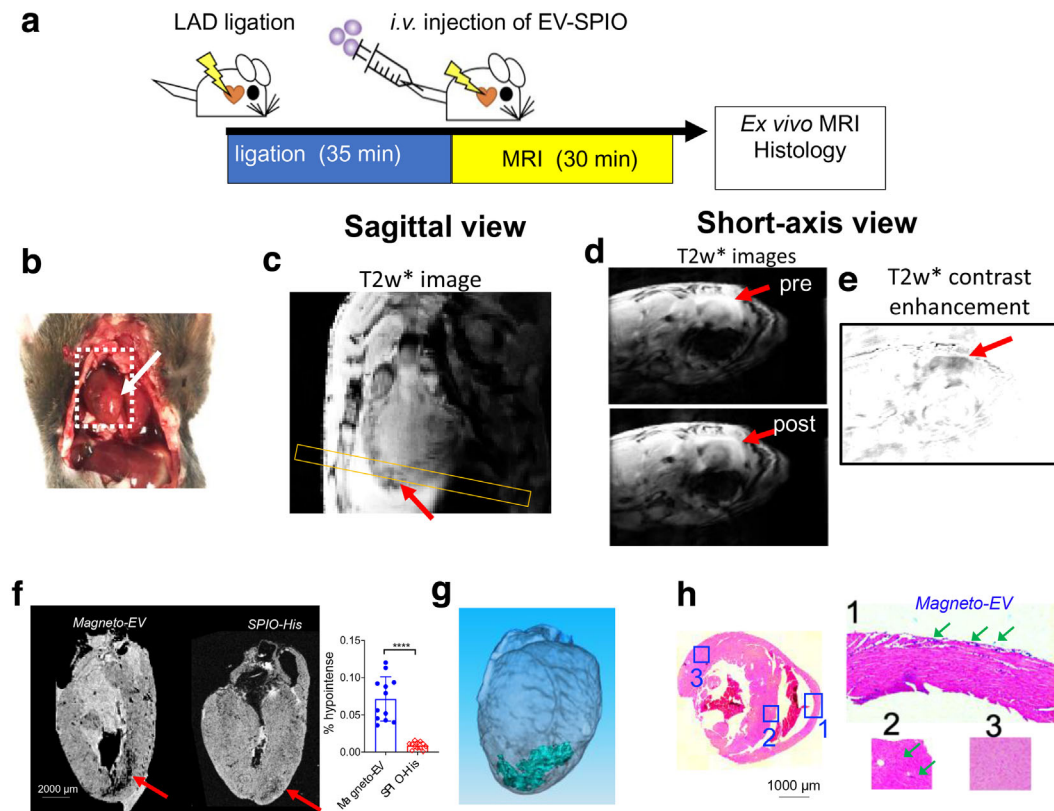 a
LAD ligation
i.v. injection of EV-SPIO
ligation (35 min)
MRI (30 min)
Ex vivo MRI
Histology
Sagittal view
Short-axis view
b
c
T2w* image
d
T2w* images
pre
post
e
T2w* contrast
enhancement
f
Magneto-EV
2000 μm
SPIO-His
% hypointense
0.15
0.10
0.05
0.00
****
Ma gneto-EV
SPI O-His
g
h
3
2
1
1000 μm
Magneto-EV
1
2
3